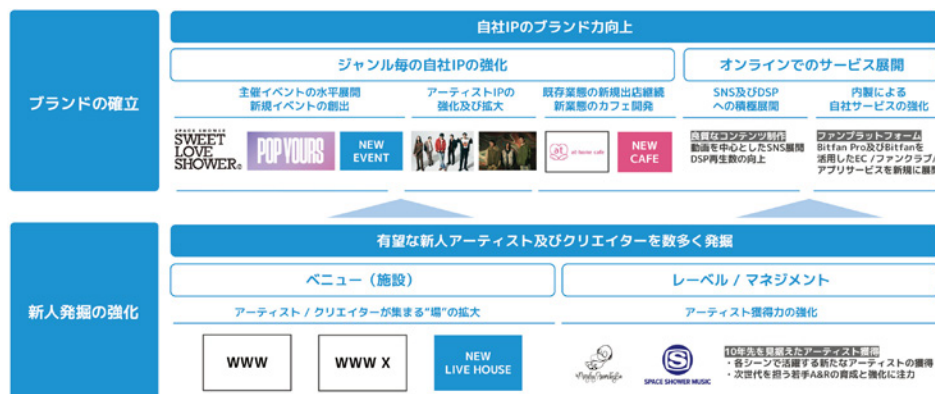 自社IPのブランド力向上
ブランドの確立
ジャンル毎の自社IPの強化
オンラインでのサービス展開
主催イベントの水平展開
新規イベントの創出
アーティストIPの
強化及び拡大
既存業態の新規出店継続
新業態のカフェ開発
SNS及びDSP
への積極展開
内製による
自社サービスの強化
SPACE SHOWER
SWEET
LOVE
SHOWER
POP YOURS
NEW
EVENT
at home cafe
NEW
CAFE
良質なコンテンツ制作
動画を中心としたSNS展開
DSP再生数の向上
ファンプラットフォーム
Bitfan Pro及びBitfanを
活用したEC /ファンクラブ/
アプリサービスを新規に展開
有望な新人アーティスト及びクリエイターを数多く発掘
新人発掘の強化
ベニュー（施設）
レーベル / マネジメント
アーティスト / クリエイターが集まる“場”の拡大
アーティスト獲得力の強化
WWW
WWW X
NEW
LIVE HOUSE
SPACE SHOWER MUSIC
10年先を見据えたアーティスト獲得
・各シーンで活躍する新たなアーティストの獲得
・次世代を担う若手A&Rの育成と強化に注力